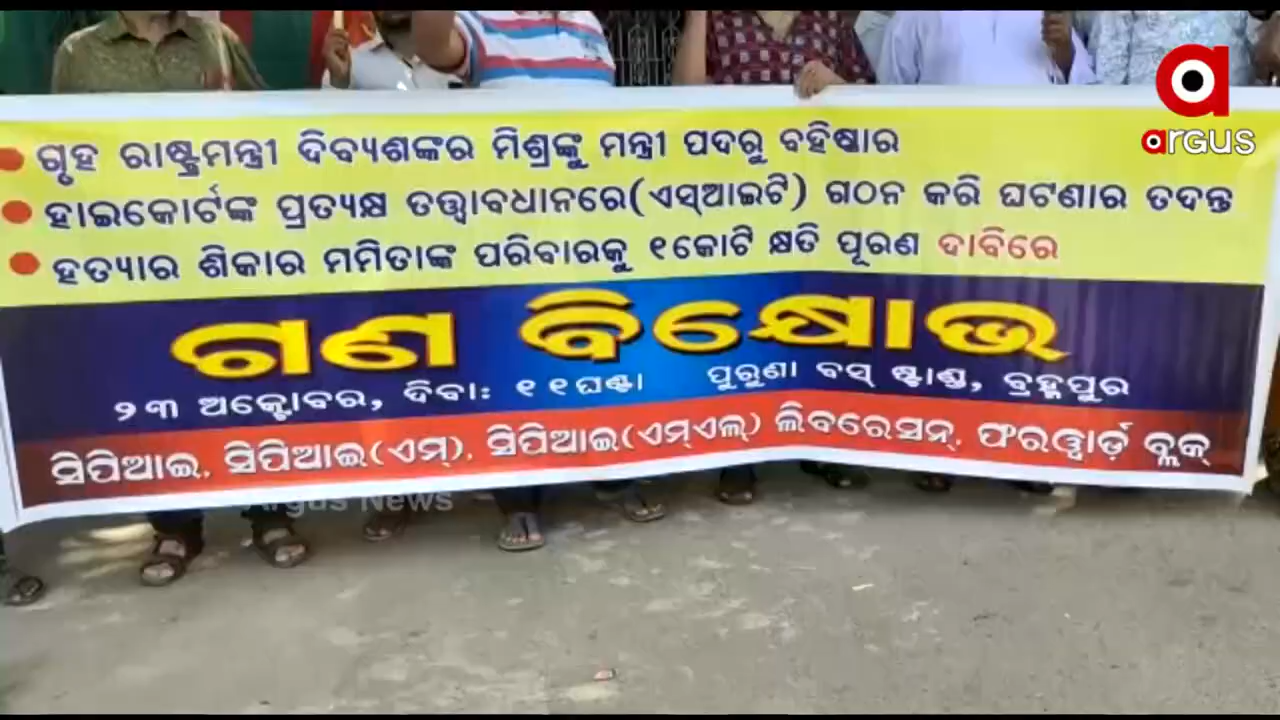 ଗୃହ ରାଷ୍ଟ୍ରମନ୍ତ୍ରୀ ଦିବ୍ୟଶଙ୍କର ମିଶ୍ରଙ୍କୁ ମନ୍ତ୍ରୀ ପଦରୁ ବହିଷ୍କାର
ହାଇକୋର୍ଟଙ୍କ ପ୍ରତ୍ୟକ୍ଷ ତତ୍ତ୍ୱାବଧାନରେ(ଏସ୍ଆଇଟି) ଗଠନ କରି ଘଟଣାର ତଦନ୍ତ
ହତ୍ୟାର ଶିକାର ମମିତାଙ୍କ ପରିବାରକୁ ୧କୋଟି କ୍ଷତି ପୂରଣ ଦାବିରେ
ଗଣ ବିକ୍ଷୋଭ
୨୩ ଅକ୍ଟୋବର, ଦିବା: ୧୧ଘଣ୍ଟା ପୁରୁଣା ବସ୍ ଷ୍ଟାଣ୍ଡ, ବ୍ରହ୍ମପୁର
ସିପିଆଇ, ସିପିଆଇ(ଏମ୍), ସିପିଆଇ(ଏମ୍ଏଲ୍) ଲିବରେସନ୍, ଫରୱାର୍ଡ଼ ବ୍ଲକ୍
argus
Argus News